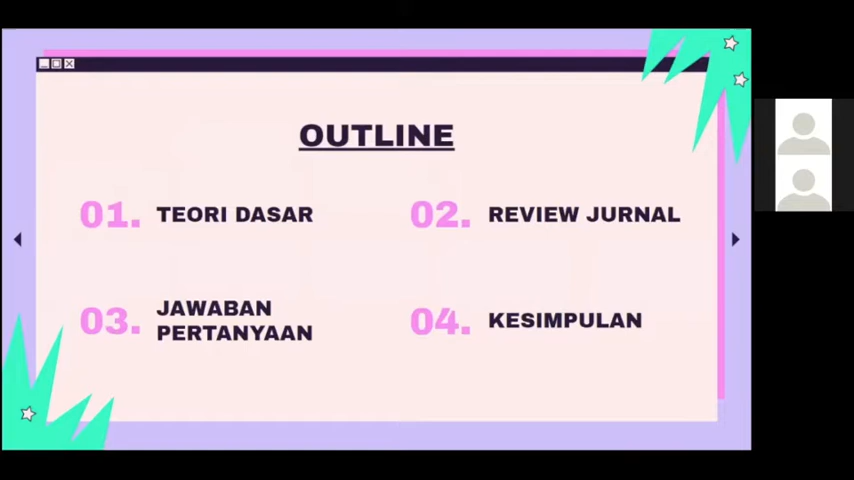 OUTLINE
01. TEORI DASAR
02. REVIEW JURNAL
03. JAWABAN
PERTANYAAN
04. KESIMPULAN